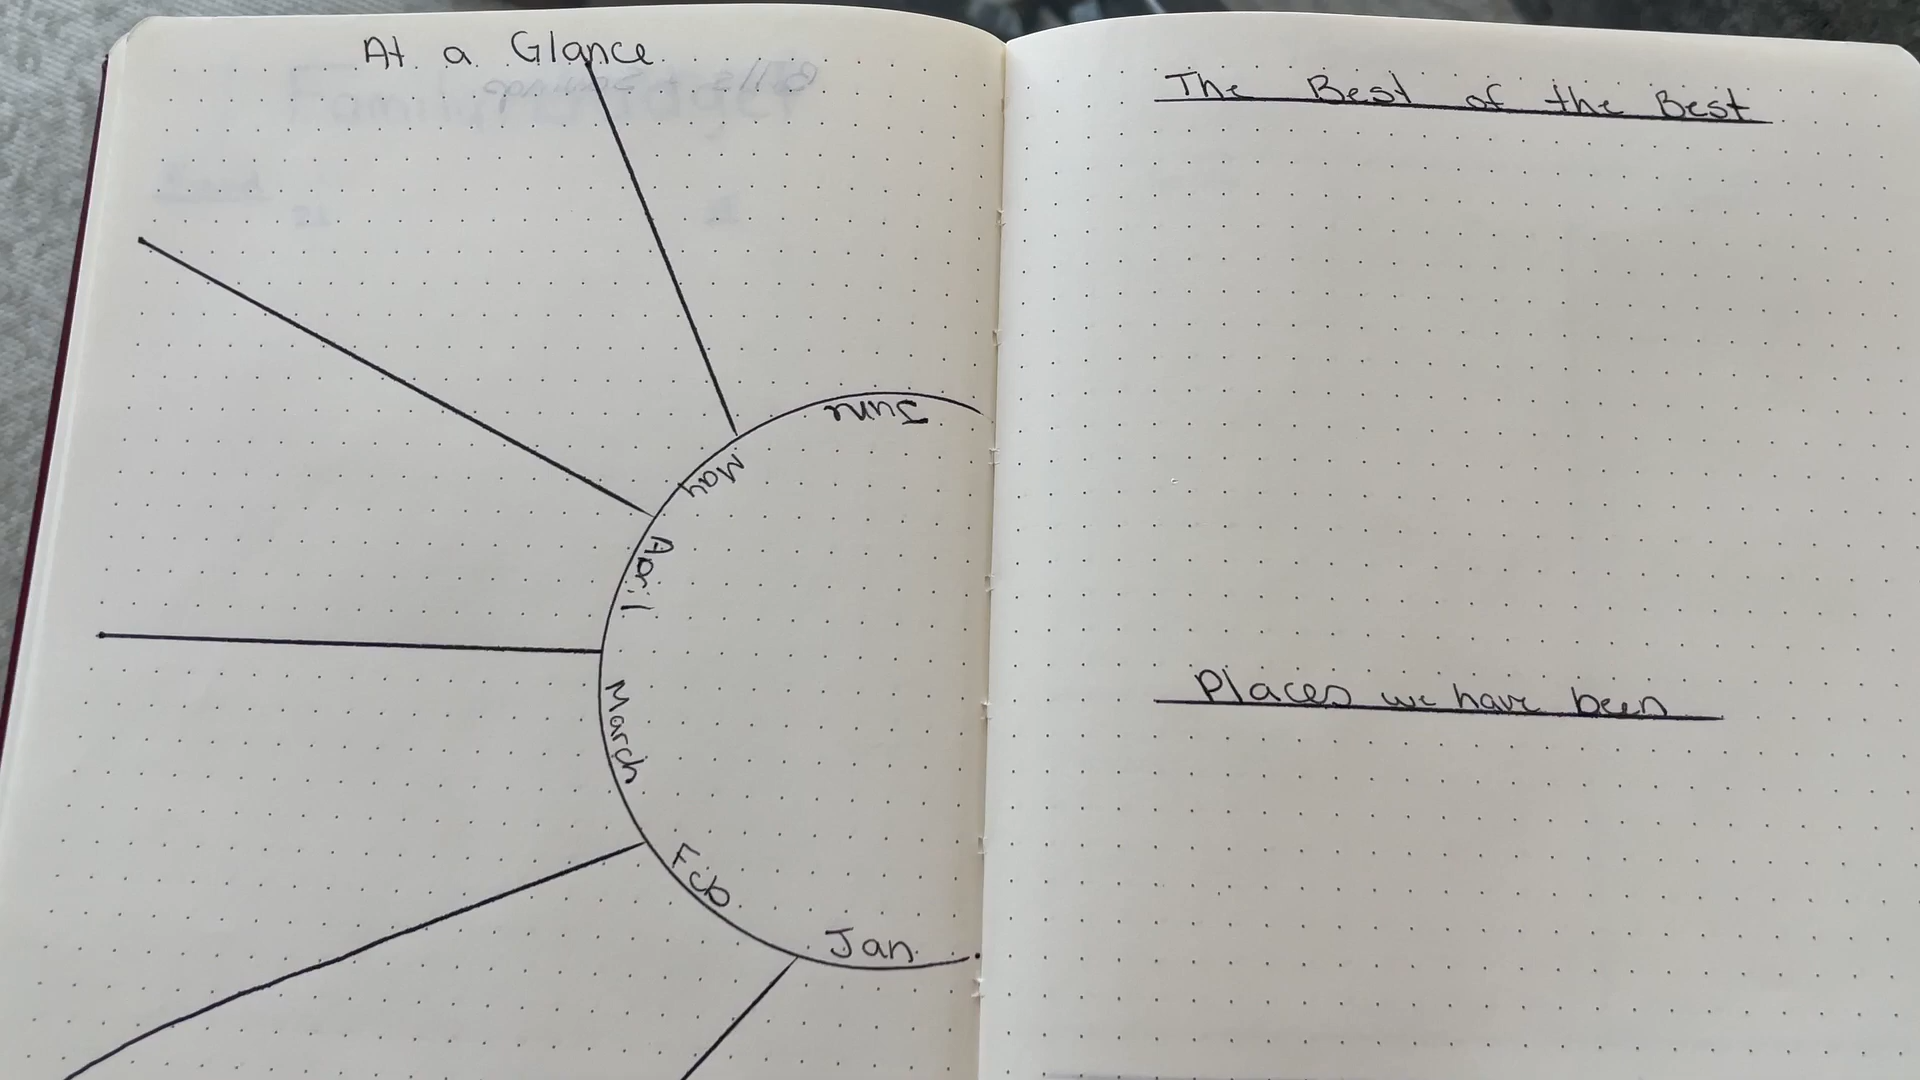 At a Glance
June
May
April
March
Feb
Jan.
The Best of the Best
Places we have been